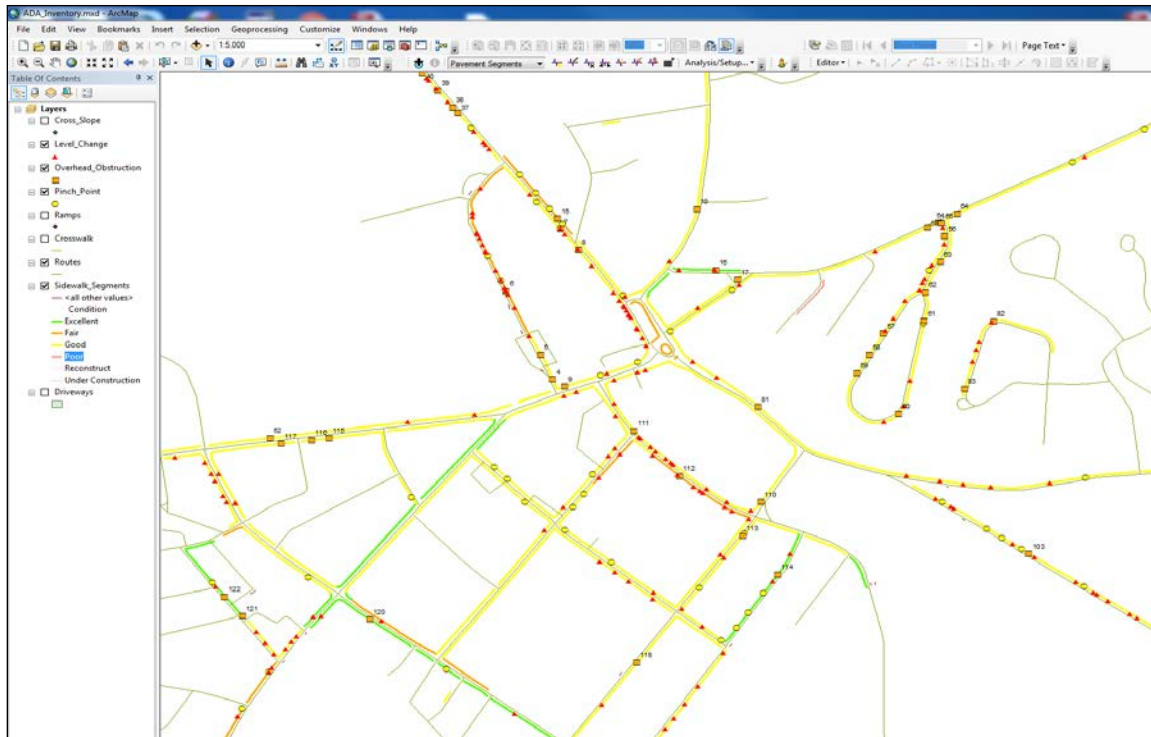 ADA_Inventory.mxd - ArcMap
File Edit View Bookmarks Insert Selection Geoprocessing Customize Windows Help
1:5,000
Page Text
Pavement Segments
Analysis/Setup...
Editor
Table Of Contents
Layers
Cross_Slope
Level_Change
Overhead_Obstruction
Pinch_Point
Ramps
Crosswalk
Routes
Sidewalk_Segments
<all other values>
Condition
Excellent
Fair
Good
Poor
Reconstruct
Under Construction
Driveways
39
38
37
15
7
8
10
16
17
64
6
5
4
9
62
61
57
58
59
60
82
83
81
111
112
52
117
116
115
110
113
114
103
122
121
120
118